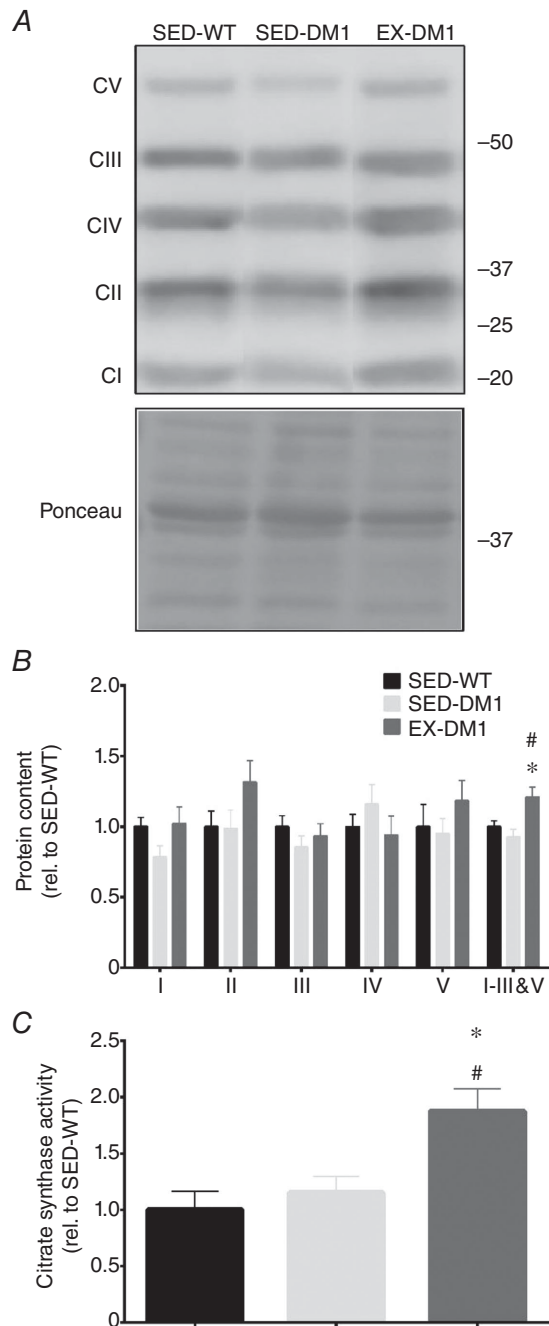 A
SED-WT SED-DM1 EX-DM1
CV
–50
CIII
CIV
–37
CII
–25
CI
–20
Ponceau
–37
B
2.0
SED-WT
SED-DM1
EX-DM1
1.5
#
*
Protein content
(rel. to SED-WT)
1.0
0.5
0
I II III IV V I-III&V
C
2.5
*
#
2.0
Citrate synthase activity
(rel. to SED-WT)
1.5
1.0
0.5
0